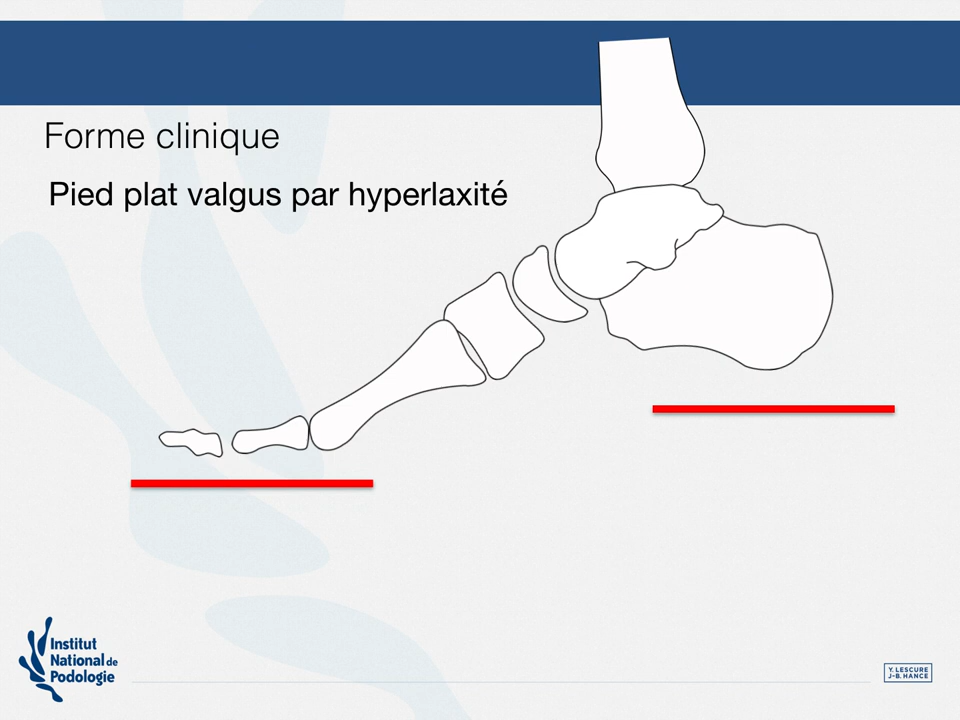 Forme clinique
Pied plat valgus par hyperlaxité
Institut
National de
Podologie
Y. LESCURE
J-B. HANCE